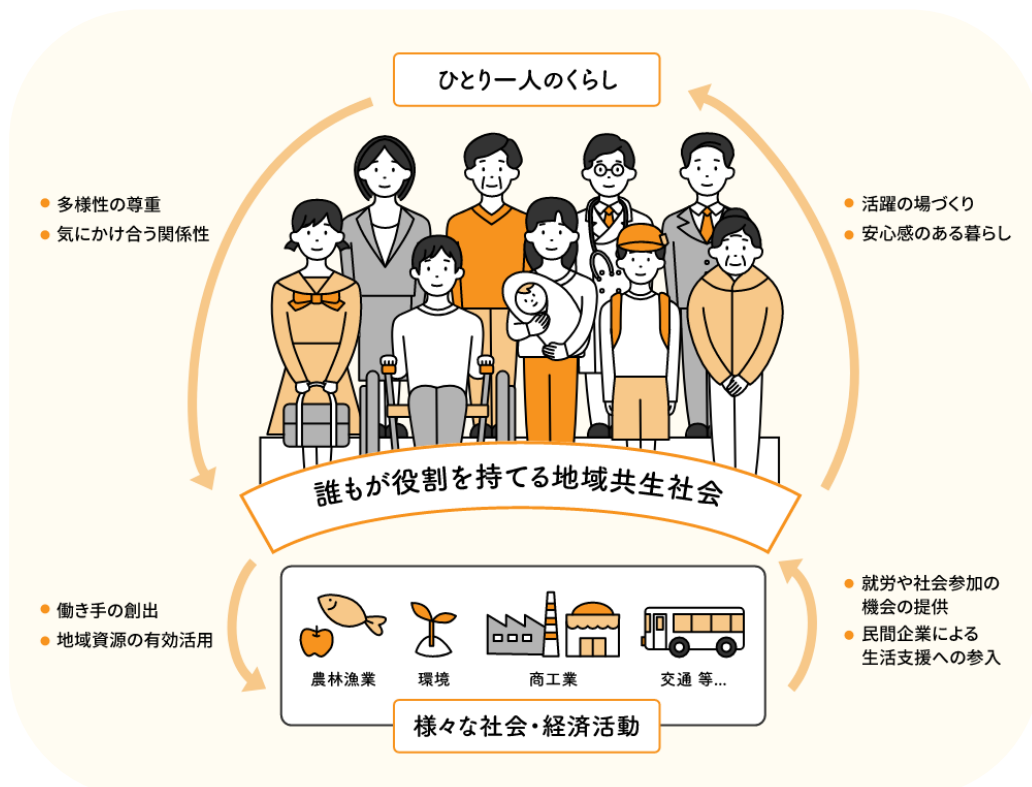 ひとり一人のくらし
多様性の尊重
気にかけ合う関係性
活躍の場づくり
安心感のある暮らし
誰もが役割を持てる地域共生社会
働き手の創出
地域資源の有効活用
就労や社会参加の
機会の提供
民間企業による
生活支援への参入
農林漁業
環境
商工業
交通 等...
様々な社会・経済活動